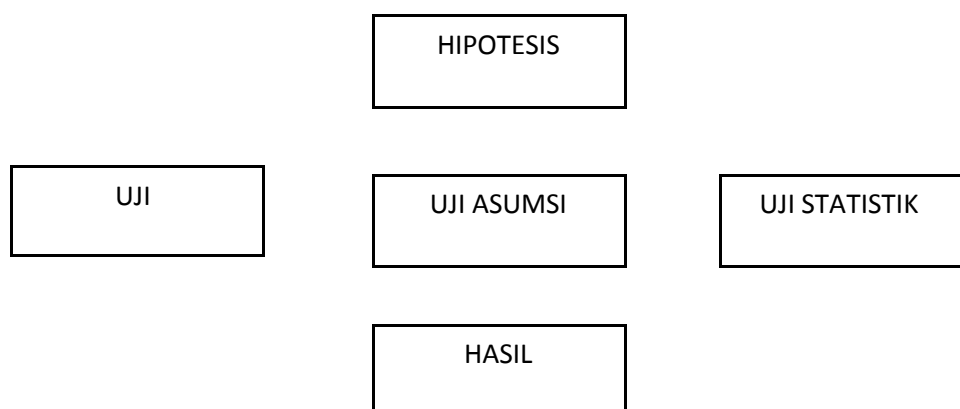 HIPOTESIS
UJI
UJI ASUMSI
UJI STATISTIK
HASIL